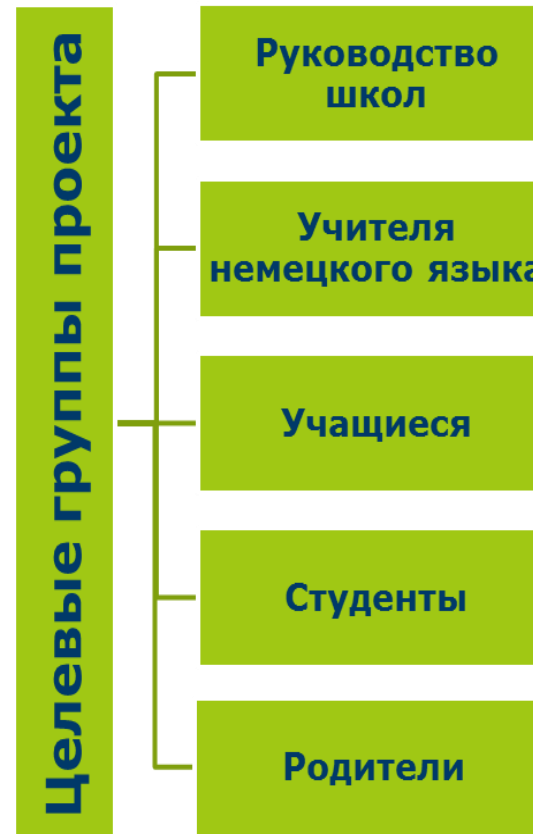 Целевые группы проекта
Руководство
школ
Учителя
немецкого языка
Учащиеся
Студенты
Родители